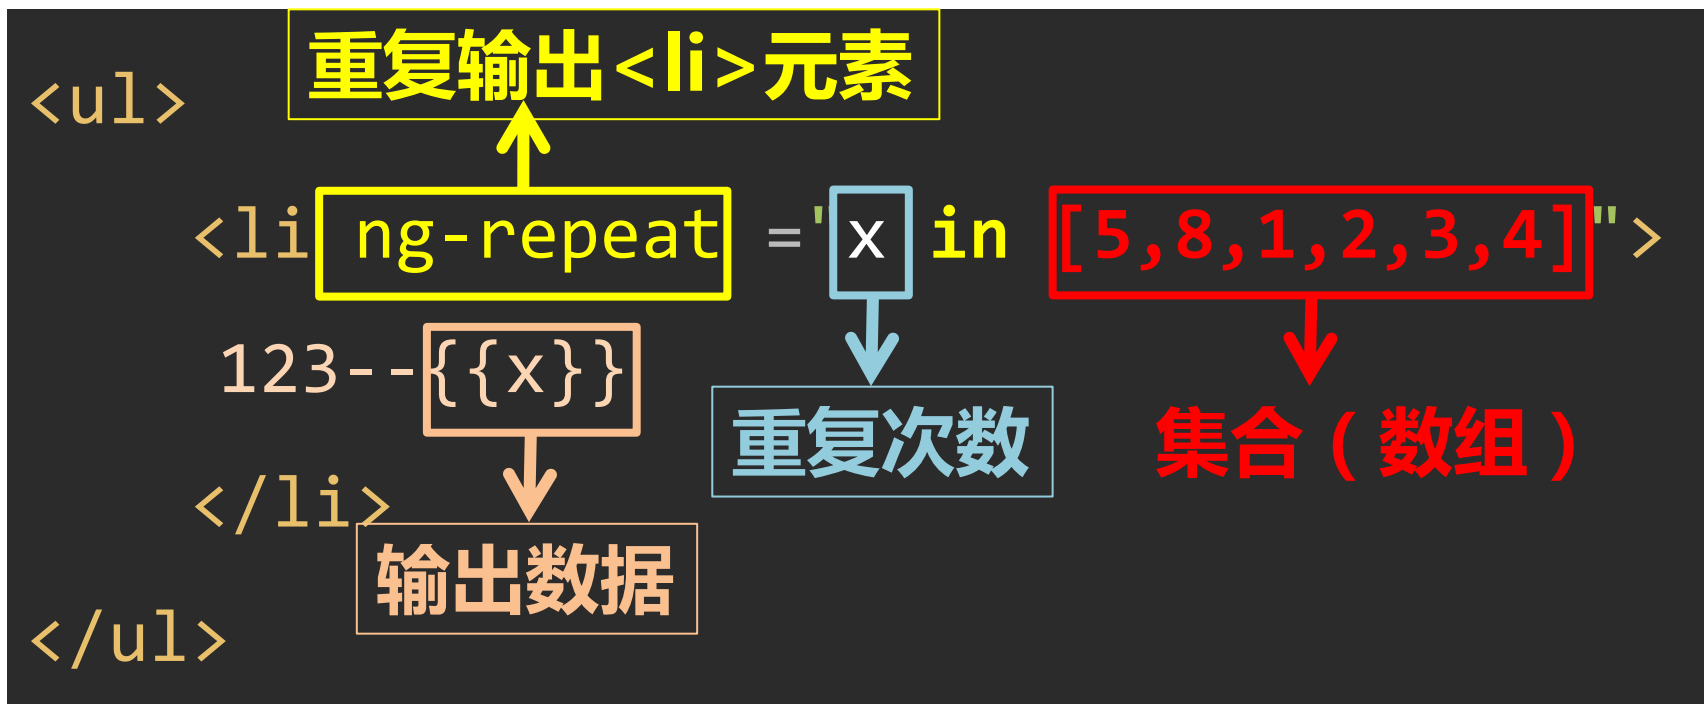 重复输出<li>元素
<ul>
<li ng-repeat ="x in [5,8,1,2,3,4]">
123--{{x}}
重复次数 集合(数组)
</li>
输出数据
</ul>